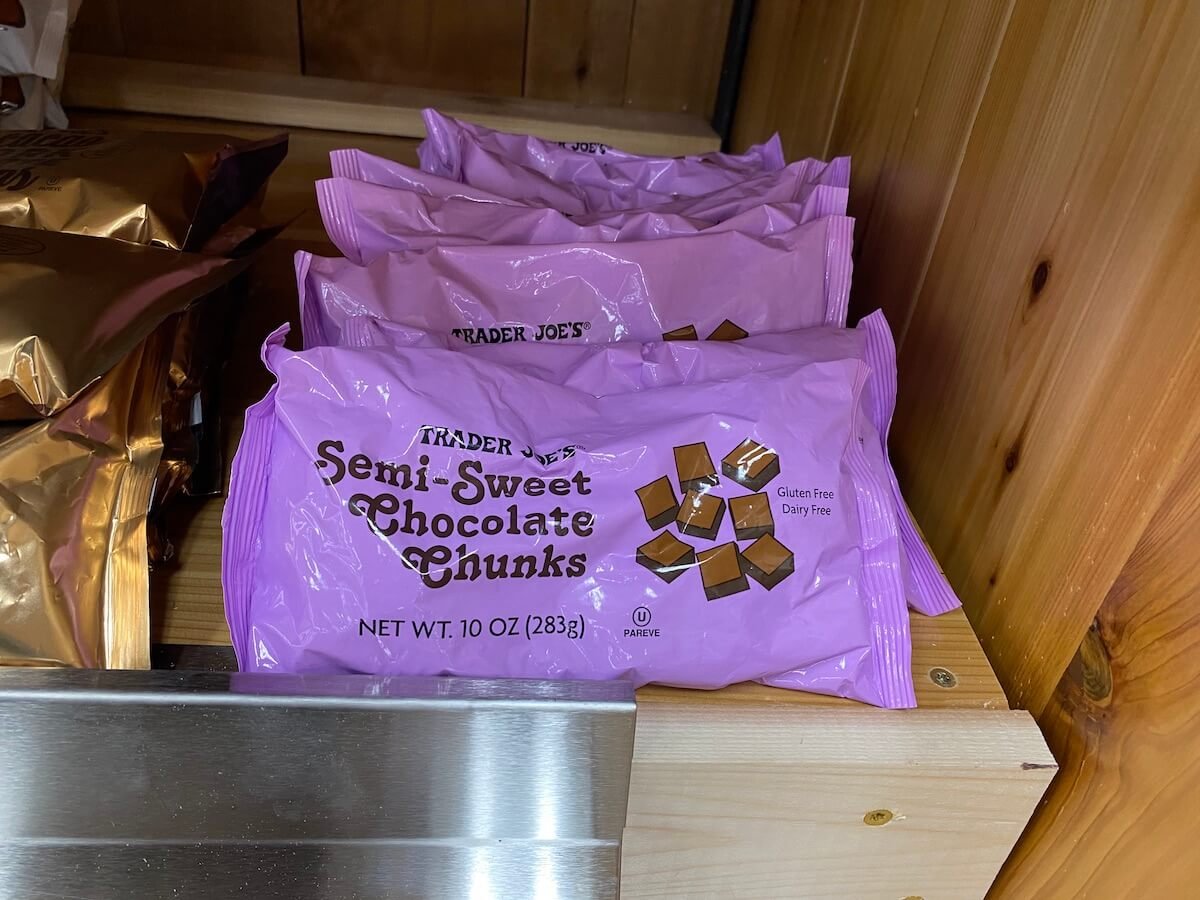 JOE'S
TRADER JOE'S®
TRADER JOE'S
Semi-Sweet
Chocolate
Chunks
Gluten Free
Dairy Free
NET WT. 10 OZ (283g)
U
PAREVE